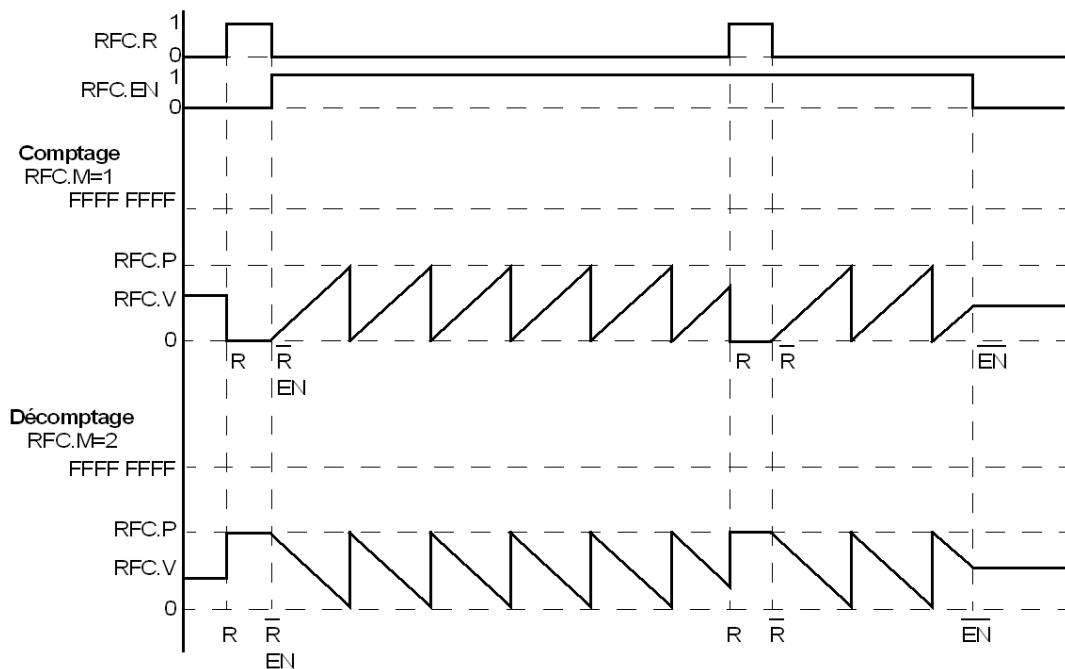 1
RFC.R
0
1
RFC.EN
0
Comptage
RFC.M=1
FFFF FFFF
RFC.P
RFC.V
0
R R̅ R R̅ E̅N̅
EN
Décomptage
RFC.M=2
FFFF FFFF
RFC.P
RFC.V
0
R R̅ R R̅ E̅N̅
EN